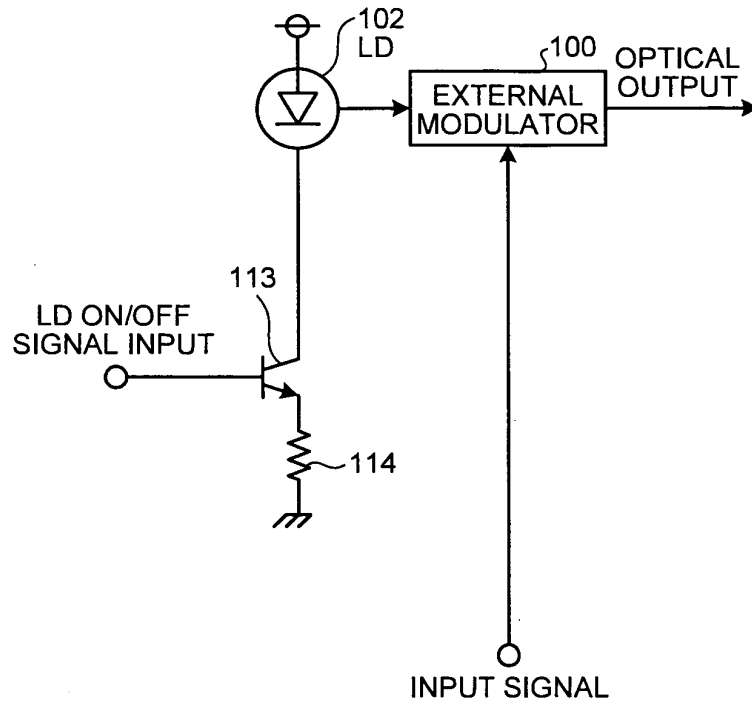 102
LD
100
EXTERNAL
MODULATOR
OPTICAL
OUTPUT
113
LD ON/OFF
SIGNAL INPUT
114
INPUT SIGNAL